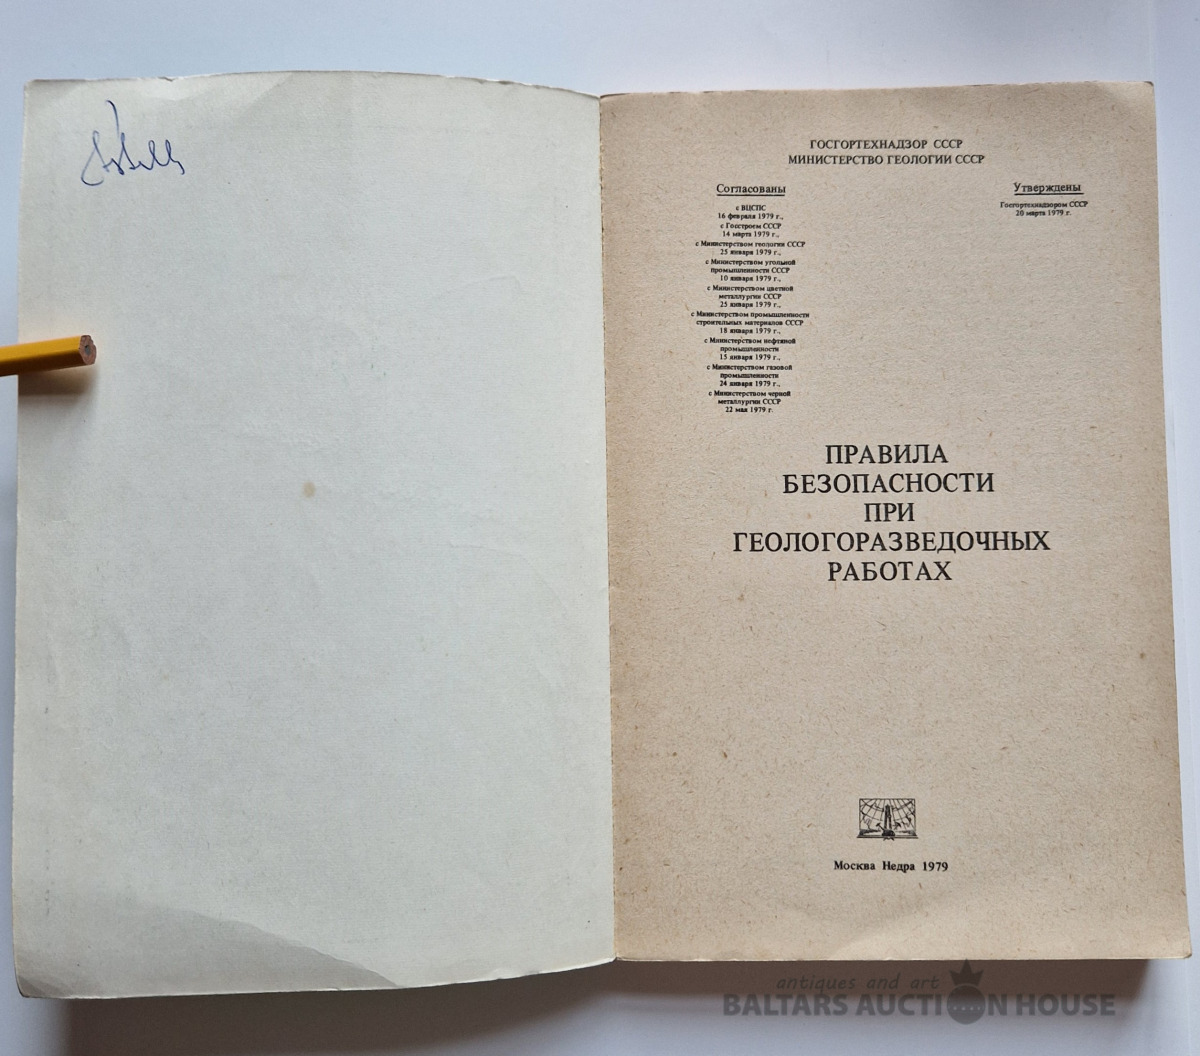 ГОСГОРТЕХНАДЗОР СССР
МИНИСТЕРСТВО ГЕОЛОГИИ СССР
Согласованы
с ВЦСПС
16 февраля 1979 г.,
с Госстроем СССР
14 марта 1979 г.,
с Министерством геологии СССР
25 января 1979 г.,
с Министерством угольной
промышленности СССР
10 января 1979 г.,
с Министерством цветной
металлургии СССР
25 января 1979 г.,
с Министерством промышленности
строительных материалов СССР
18 января 1979 г.,
с Министерством нефтяной
промышленности
15 января 1979 г.,
с Министерством газовой
промышленности
24 января 1979 г.,
с Министерством черной
металлургии СССР
22 мая 1979 г.
Утверждены
Госгортехнадзором СССР
20 марта 1979 г.
ПРАВИЛА
БЕЗОПАСНОСТИ
ПРИ
ГЕОЛОГОРАЗВЕДОЧНЫХ
РАБОТАХ
Москва Недра 1979
antiques and art
BALTARS AUCTION HOUSE